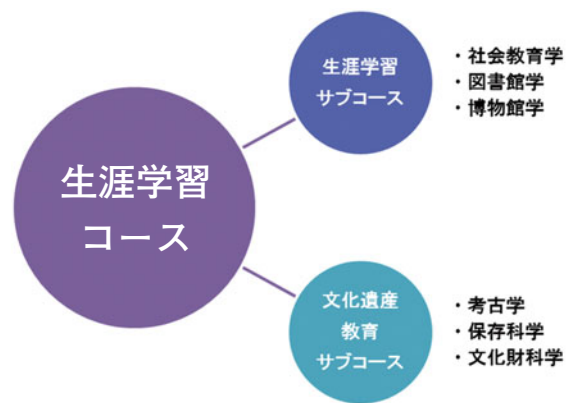 生涯学習
コース
生涯学習
サブコース
・社会教育学
・図書館学
・博物館学
文化遺産
教育
サブコース
・考古学
・保存科学
・文化財科学